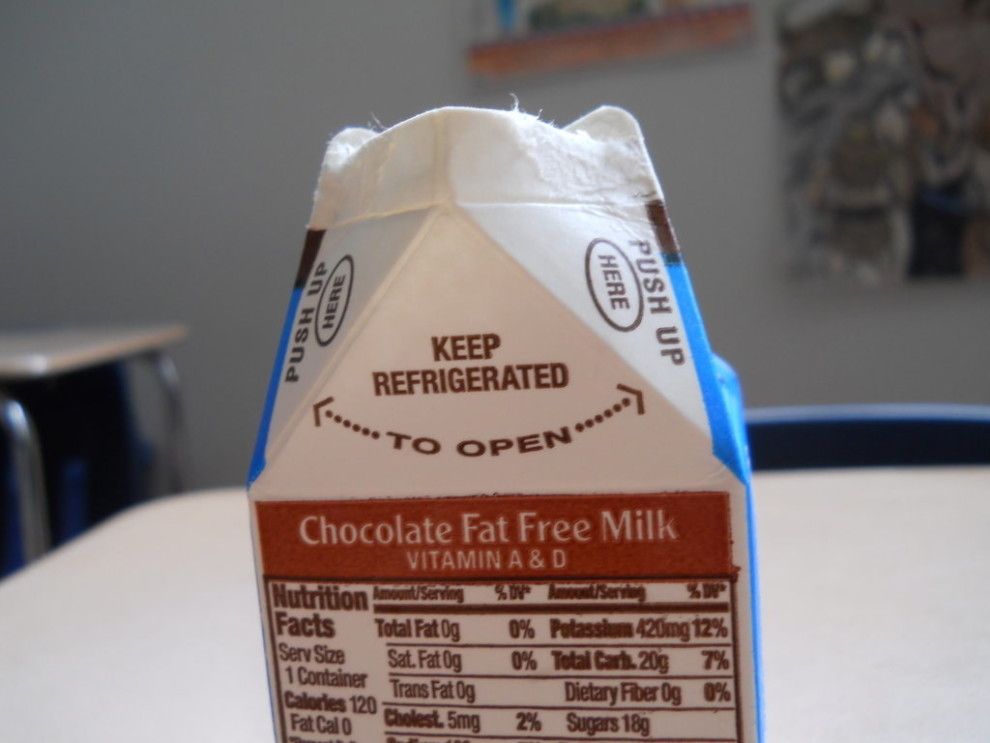 PUSH UP
HERE
HERE
PUSH UP
KEEP
REFRIGERATED
TO OPEN
Chocolate Fat Free Milk
VITAMIN A & D
Nutrition
Facts
Serv Size
1 Container
Calories 120
Fat Cal 0
Amount/Serving % DV* Amount/Serving % DV*
Total Fat 0g 0% Potassium 420mg 12%
Sat. Fat 0g 0% Total Carb. 20g 7%
Trans Fat 0g Dietary Fiber 0g 0%
Cholest. 5mg 2% Sugars 18g